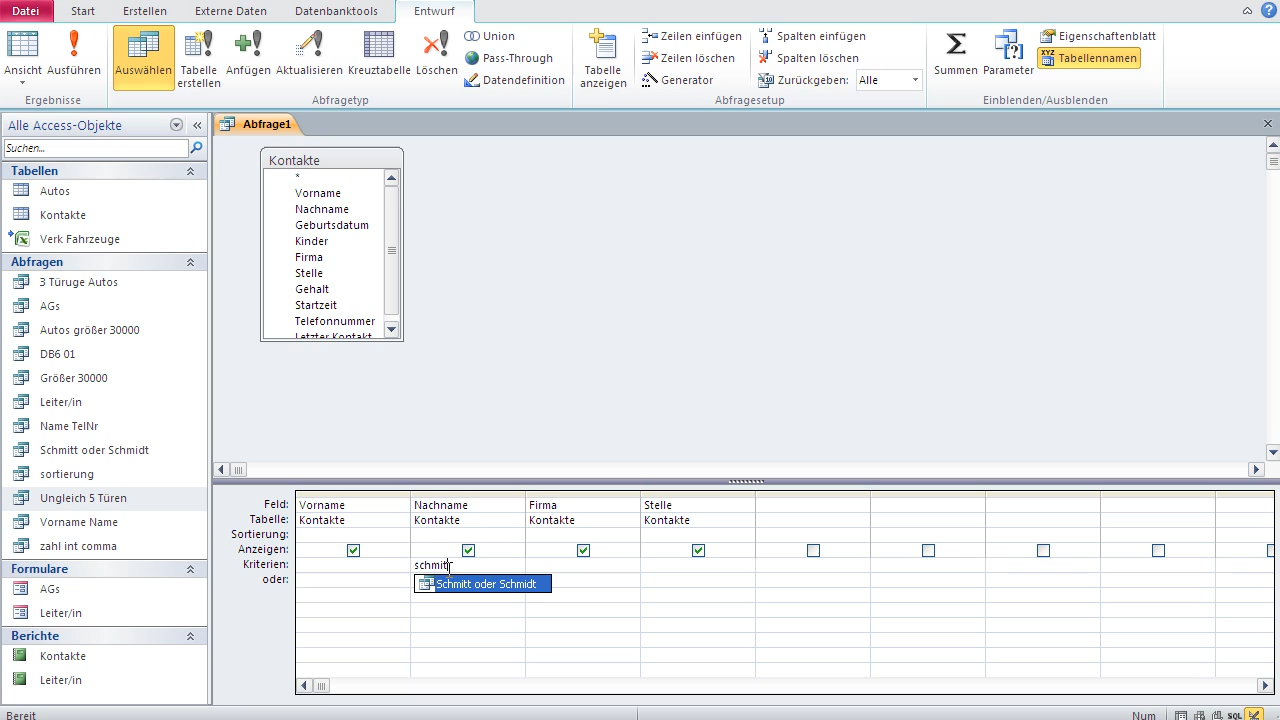 Datei Start Erstellen Externe Daten Datenbanktools Entwurf
Ansicht Ausführen Auswählen Tabelle erstellen Anfügen Aktualisieren Kreuztabelle Löschen
Union
Pass-Through
Datendefinition
Tabelle anzeigen
Zeilen einfügen
Zeilen löschen
Generator
Spalten einfügen
Spalten löschen
Zurückgeben: Alle
Summen Parameter
Eigenschaftenblatt
XYZ Tabellennamen
Ergebnisse Abfragetyp Abfragesetup Einblenden/Ausblenden
Alle Access-Objekte
Suchen...
Tabellen
Autos
Kontakte
Verk Fahrzeuge
Abfragen
3 Türuge Autos
AGs
Autos größer 30000
DB6 01
Größer 30000
Leiter/in
Name TelNr
Schmitt oder Schmidt
sortierung
Ungleich 5 Türen
Vorname Name
zahl int comma
Formulare
AGs
Leiter/in
Berichte
Kontakte
Leiter/in
Abfrage1
Kontakte
*
Vorname
Nachname
Geburtsdatum
Kinder
Firma
Stelle
Gehalt
Startzeit
Telefonnummer
Letzter Kontakt
Feld: Vorname Nachname Firma Stelle
Tabelle: Kontakte Kontakte Kontakte Kontakte
Sortierung:
Anzeigen:
Kriterien: schmit
oder:
Schmitt oder Schmidt
Bereit Num SQL